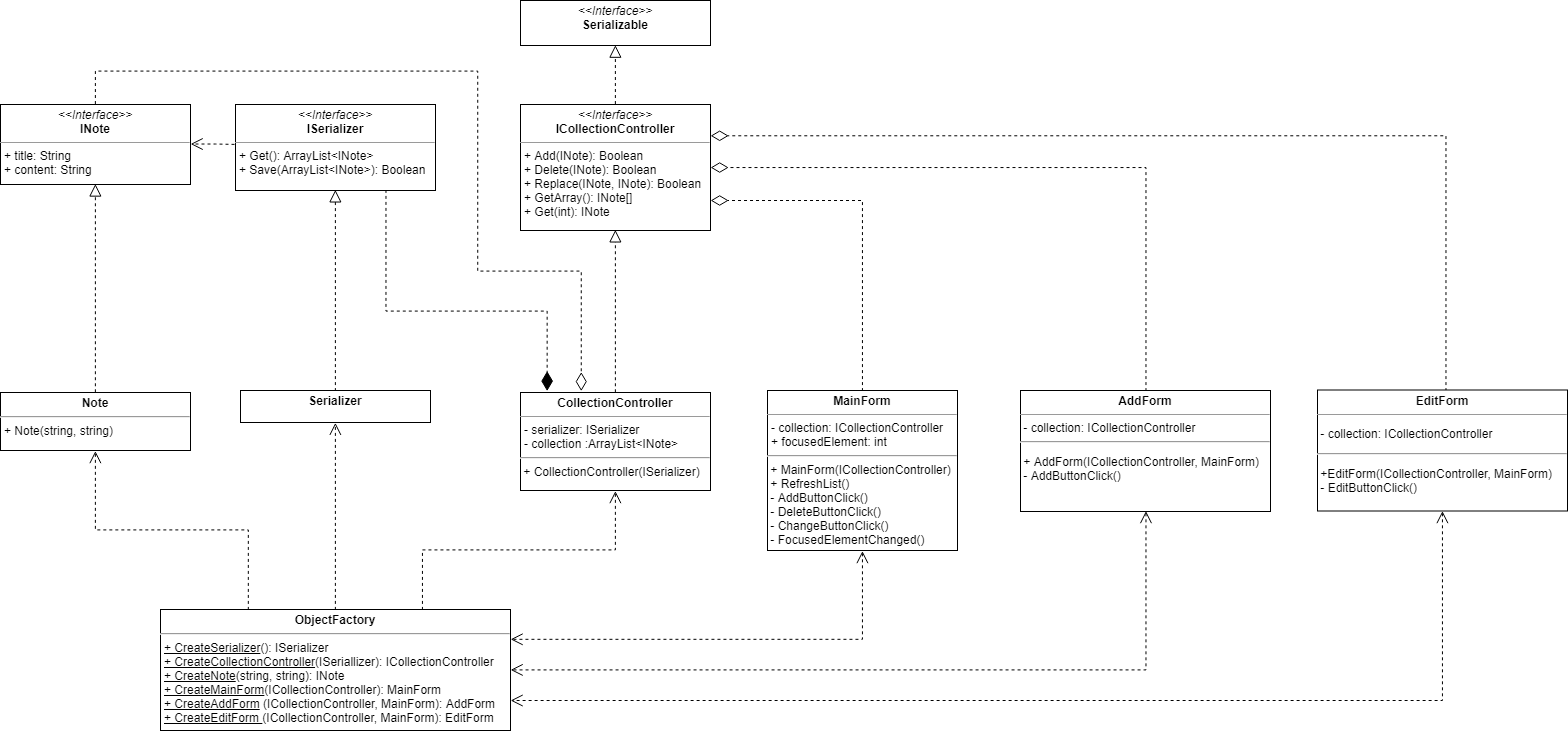 <<Interface>>
Serializable
<<Interface>>
INote
+ title: String
+ content: String
<<Interface>>
ISerializer
+ Get(): ArrayList<INote>
+ Save(ArrayList<INote>): Boolean
<<Interface>>
ICollectionController
+ Add(INote): Boolean
+ Delete(INote): Boolean
+ Replace(INote, INote): Boolean
+ GetArray(): INote[]
+ Get(int): INote
Note
+ Note(string, string)
Serializer
CollectionController
- serializer: ISerializer
- collection :ArrayList<INote>
+ CollectionController(ISerializer)
MainForm
- collection: ICollectionController
+ focusedElement: int
+ MainForm(ICollectionController)
+ RefreshList()
- AddButtonClick()
- DeleteButtonClick()
- ChangeButtonClick()
- FocusedElementChanged()
AddForm
- collection: ICollectionController
+ AddForm(ICollectionController, MainForm)
- AddButtonClick()
EditForm
- collection: ICollectionController
+EditForm(ICollectionController, MainForm)
- EditButtonClick()
ObjectFactory
+ CreateSerializer(): ISerializer
+ CreateCollectionController(ISeriallizer): ICollectionController
+ CreateNote(string, string): INote
+ CreateMainForm(ICollectionController): MainForm
+ CreateAddForm (ICollectionController, MainForm): AddForm
+ CreateEditForm (ICollectionController, MainForm): EditForm